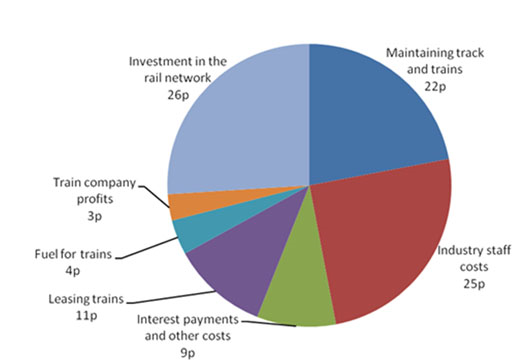 Maintaining track
and trains
22p
Industry staff
costs
25p
Interest payments
and other costs
9p
Leasing trains
11p
Fuel for trains
4p
Train company
profits
3p
Investment in the
rail network
26p